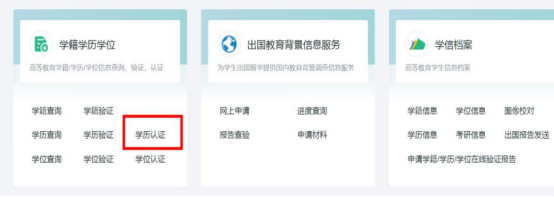 学籍学历学位
高等教育学籍/学历/学位信息查询、验证、认证
学籍查询 学籍验证
学历查询 学历验证 学历认证
学位查询 学位验证 学位认证
出国教育背景信息服务
为学生出国留学提供国内教育背景调查信息服务
网上申请 进度查询
报告查验 申请材料
学信档案
高等教育学生信息档案
学籍信息 学位信息 图像校对
学历信息 考研信息 出国报告发送
申请学籍/学历/学位在线验证报告